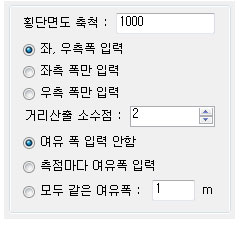 횡단면도 축척 : 1000
좌, 우측폭 입력
좌측 폭만 입력
우측 폭만 입력
거리산출 소수점 : 2
여유 폭 입력 안함
측점마다 여유폭 입력
모두 같은 여유폭 : 1 m